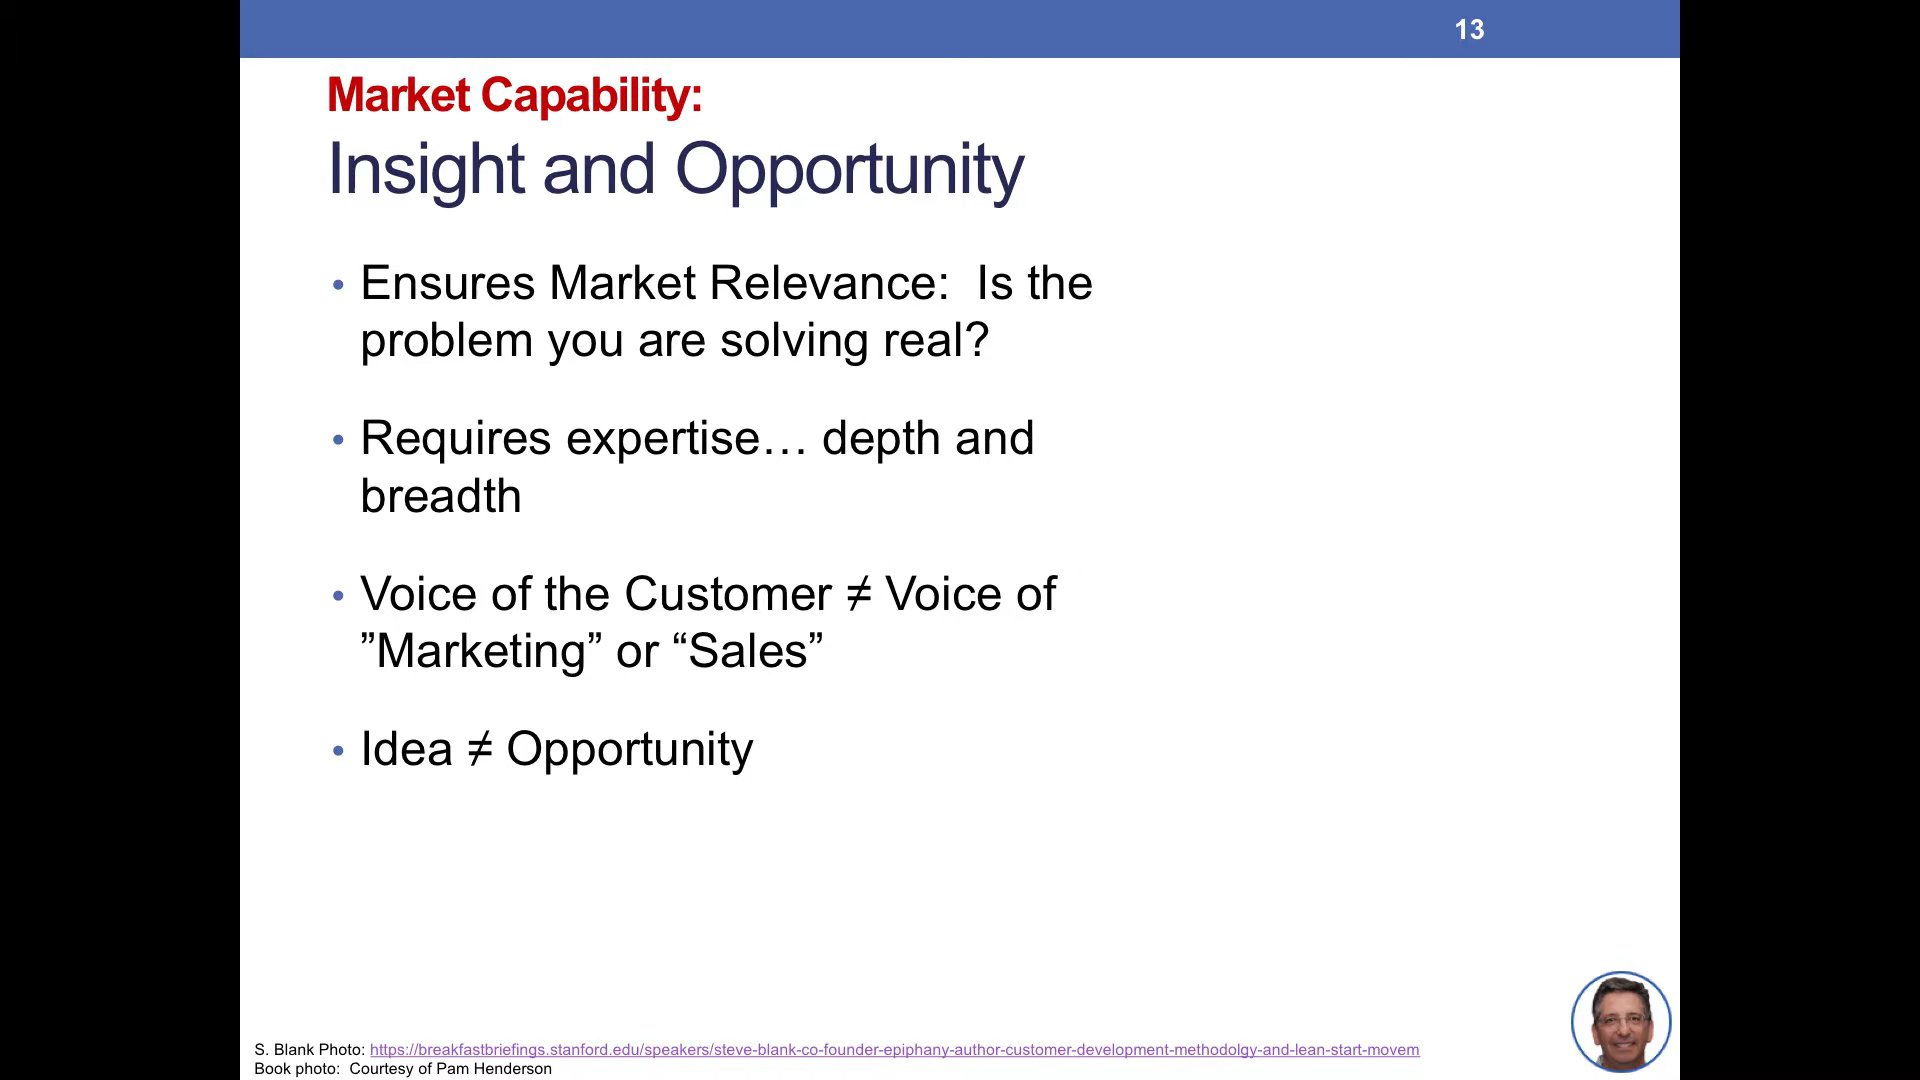 13
Market Capability:
Insight and Opportunity
• Ensures Market Relevance:  Is the
problem you are solving real?
• Requires expertise… depth and
breadth
• Voice of the Customer ≠ Voice of
”Marketing” or “Sales”
• Idea ≠ Opportunity
S. Blank Photo: https://breakfastbriefings.stanford.edu/speakers/steve-blank-co-founder-epiphany-author-customer-development-methodolgy-and-lean-start-movem
Book photo:  Courtesy of Pam Henderson